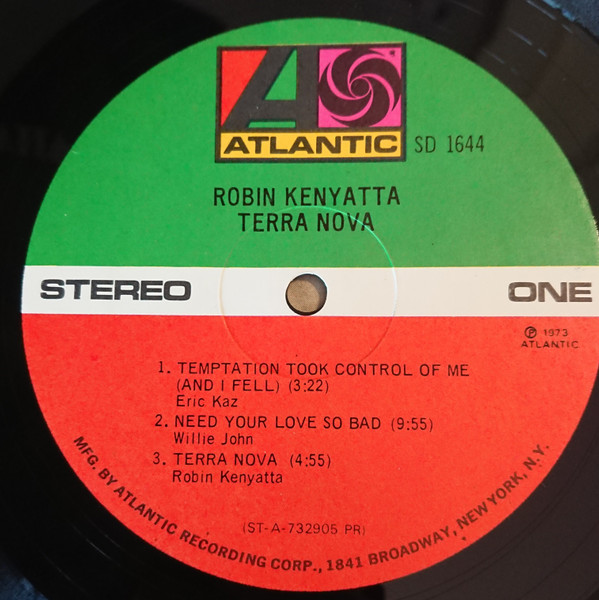 ATLANTIC SD 1644
ROBIN KENYATTA
TERRA NOVA
STEREO ONE
Ⓟ 1973
ATLANTIC
1. TEMPTATION TOOK CONTROL OF ME
(AND I FELL) (3:22)
Eric Kaz
2. NEED YOUR LOVE SO BAD (9:55)
Willie John
3. TERRA NOVA (4:55)
Robin Kenyatta
(ST-A-732905 PR)
MFG. BY ATLANTIC RECORDING CORP., 1841 BROADWAY, NEW YORK, N.Y.